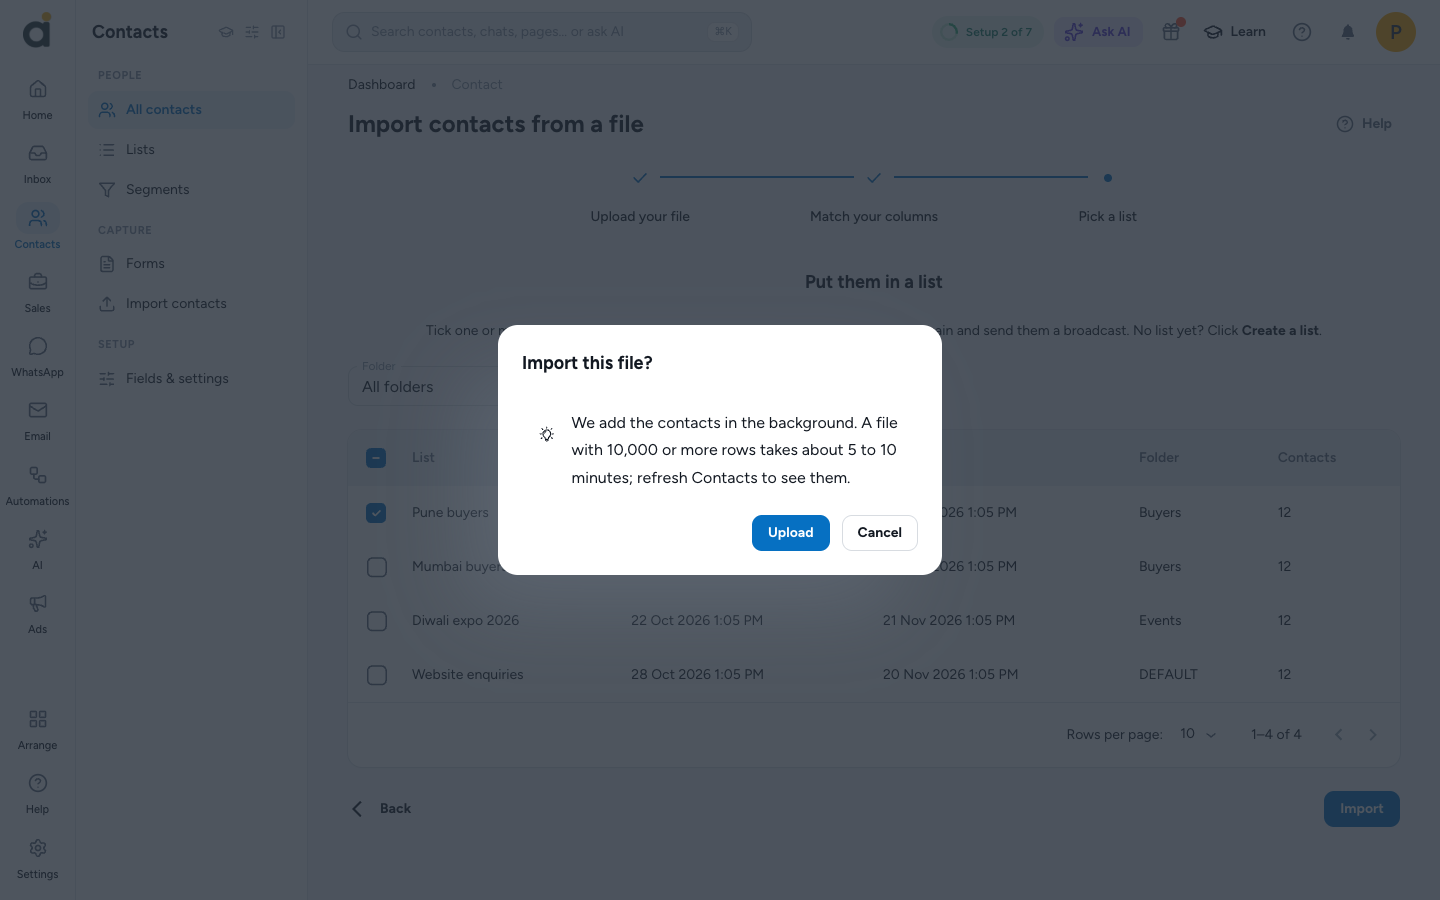 Contacts
Search contacts, chats, pages... or ask AI
⌘K
Setup 2 of 7
Ask AI
Learn
P
Home
Inbox
Contacts
Sales
WhatsApp
Email
Automations
AI
Ads
Arrange
Help
Settings
PEOPLE
All contacts
Lists
Segments
CAPTURE
Forms
Import contacts
SETUP
Fields & settings
Dashboard • Contact
Import contacts from a file
Help
Upload your file
Match your columns
Pick a list
Put them in a list
Tick one or
ain and send them a broadcast. No list yet? Click Create a list.
Folder
All folders
Import this file?
We add the contacts in the background. A file
with 10,000 or more rows takes about 5 to 10
minutes; refresh Contacts to see them.
Upload
Cancel
List Folder Contacts
Pune buyers 2026 1:05 PM Buyers 12
Mumbai buyers 2026 1:05 PM Buyers 12
Diwali expo 2026 22 Oct 2026 1:05 PM 21 Nov 2026 1:05 PM Events 12
Website enquiries 28 Oct 2026 1:05 PM 20 Nov 2026 1:05 PM DEFAULT 12
Rows per page: 10 1–4 of 4
Back
Import